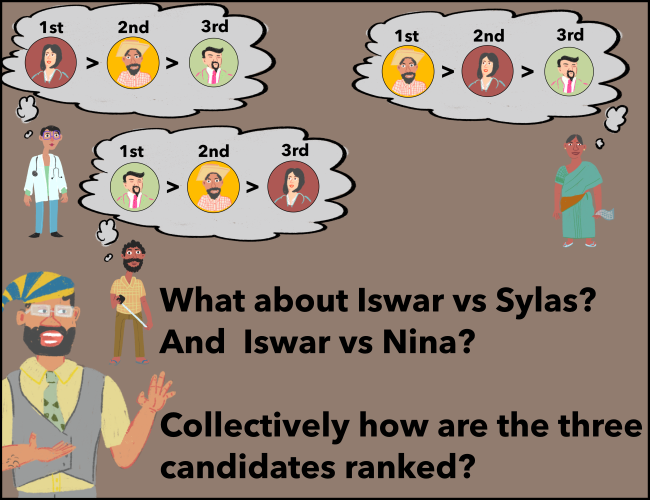 1st 2nd 3rd
> >
1st 2nd 3rd
> >
1st 2nd 3rd
> >
What about Iswar vs Sylas?
And  Iswar vs Nina?
Collectively how are the three
candidates ranked?